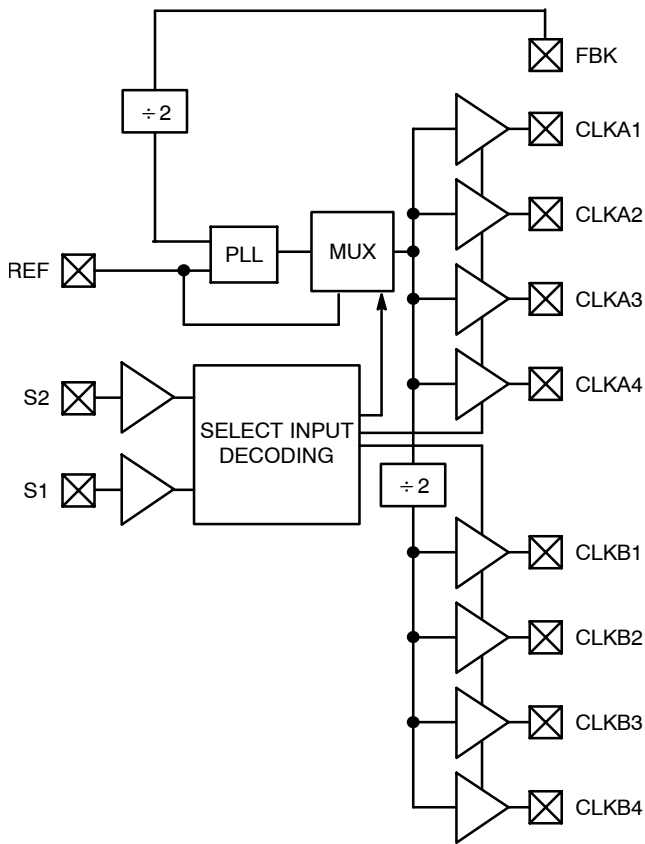 FBK
÷2
CLKA1
CLKA2
PLL
MUX
REF
CLKA3
CLKA4
S2
SELECT INPUT
DECODING
S1
÷2
CLKB1
CLKB2
CLKB3
CLKB4